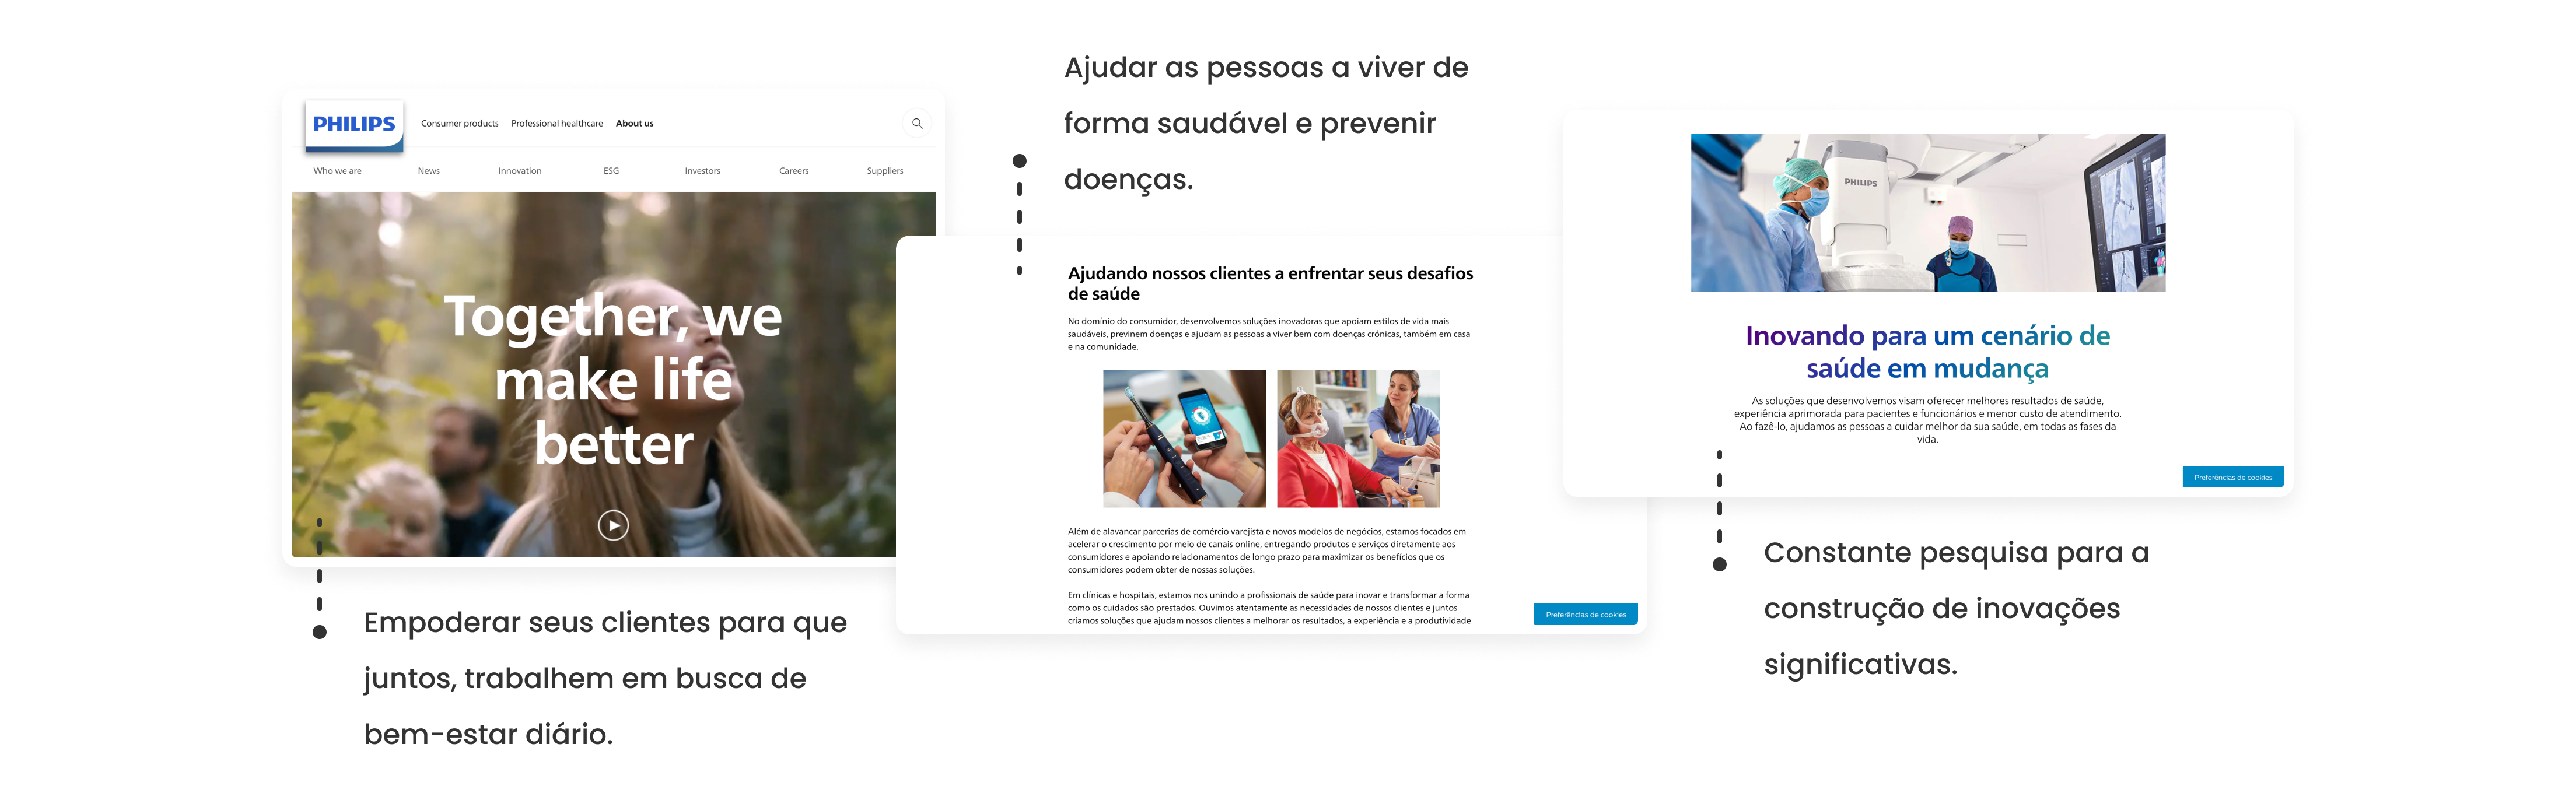 PHILIPS
Consumer products
Professional healthcare
About us
Who we are
News
Innovation
ESG
Investors
Careers
Suppliers
Together, we
make life
better
Empoderar seus clientes para que
juntos, trabalhem em busca de
bem-estar diário.
Ajudar as pessoas a viver de
forma saudável e prevenir
doenças.
Ajudando nossos clientes a enfrentar seus desafios
de saúde
No domínio do consumidor, desenvolvemos soluções inovadoras que apoiam estilos de vida mais
saudáveis, previnem doenças e ajudam as pessoas a viver bem com doenças crónicas, também em casa
e na comunidade.
Além de alavancar parcerias de comércio varejista e novos modelos de negócios, estamos focados em
acelerar o crescimento por meio de canais online, entregando produtos e serviços diretamente aos
consumidores e apoiando relacionamentos de longo prazo para maximizar os benefícios que os
consumidores podem obter de nossas soluções.
Em clínicas e hospitais, estamos nos unindo a profissionais de saúde para inovar e transformar a forma
como os cuidados são prestados. Ouvimos atentamente as necessidades de nossos clientes e juntos
criamos soluções que ajudam nossos clientes a melhorar os resultados, a experiência e a produtividade
Preferências de cookies
PHILIPS
Inovando para um cenário de
saúde em mudança
As soluções que desenvolvemos visam oferecer melhores resultados de saúde,
experiência aprimorada para pacientes e funcionários e menor custo de atendimento.
Ao fazê-lo, ajudamos as pessoas a cuidar melhor da sua saúde, em todas as fases da
vida.
Preferências de cookies
Constante pesquisa para a
construção de inovações
significativas.